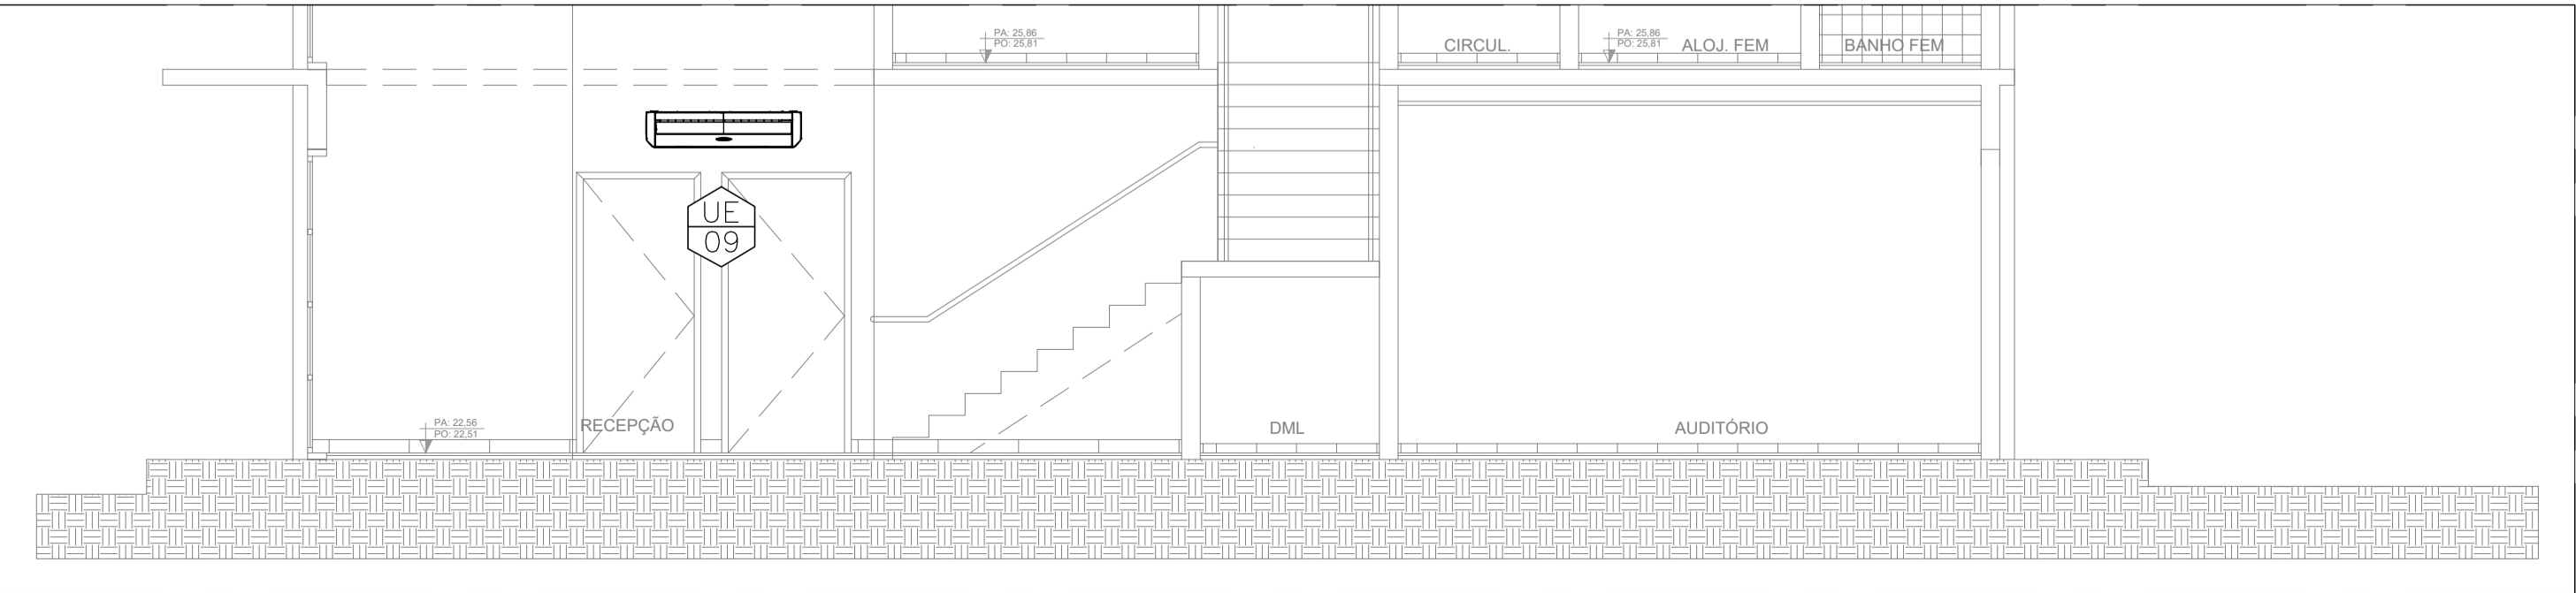 PA: 25,86
PO: 25,81
CIRCUL.
PA: 25,86
PO: 25,81
ALOJ. FEM
BANHO FEM
UE
09
PA: 22,56
PO: 22,51
RECEPÇÃO
DML
AUDITÓRIO